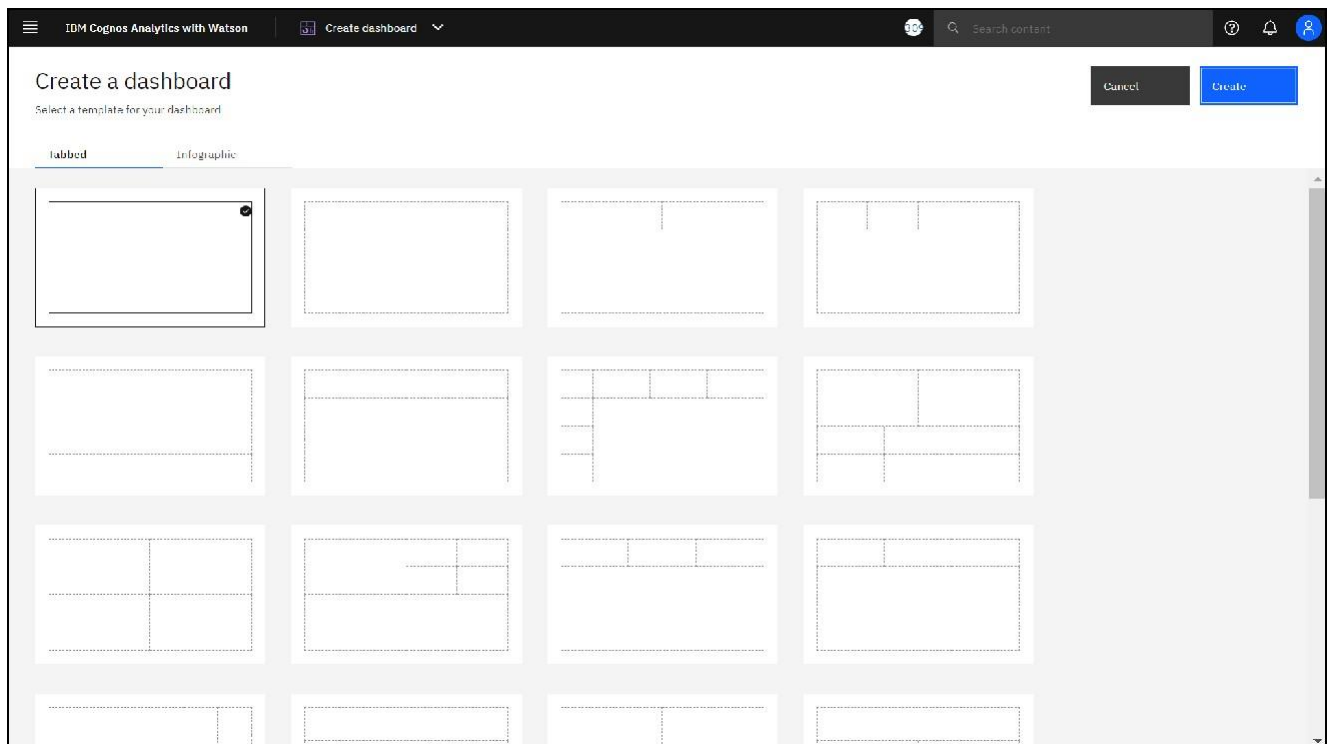 IBM Cognos Analytics with Watson
Create dashboard
Search content
Create a dashboard
Select a template for your dashboard
Cancel
Create
Tabbed
Infographic